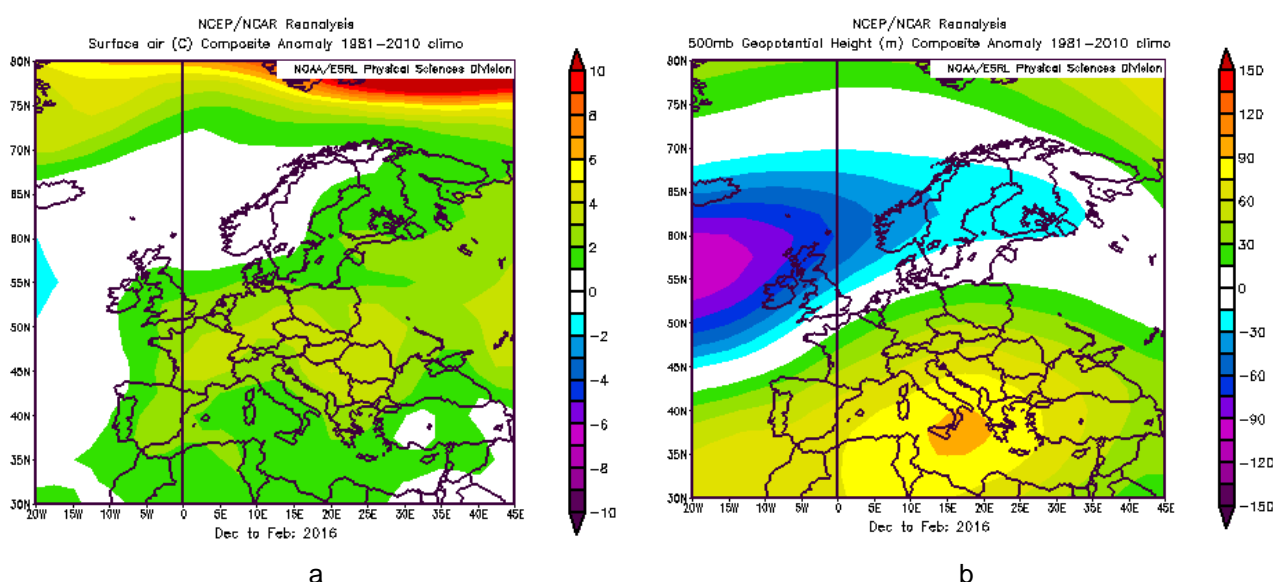 NCEP/NCAR Reanalysis
Surface air (C) Composite Anomaly 1981-2010 climo
NOAA/ESRL Physical Sciences Division
80N
75N
70N
65N
60N
55N
50N
45N
40N
35N
30N
20W 15W 10W 5W 0 5E 10E 15E 20E 25E 30E 35E 40E 45E
Dec to Feb: 2016
10
8
6
4
2
0
-2
-4
-6
-8
-10
a
NCEP/NCAR Reanalysis
500mb Geopotential Height (m) Composite Anomaly 1981-2010 climo
NOAA/ESRL Physical Sciences Division
80N
75N
70N
65N
60N
55N
50N
45N
40N
35N
30N
20W 15W 10W 5W 0 5E 10E 15E 20E 25E 30E 35E 40E 45E
Dec to Feb: 2016
150
120
90
60
30
0
-30
-60
-90
-120
-150
b